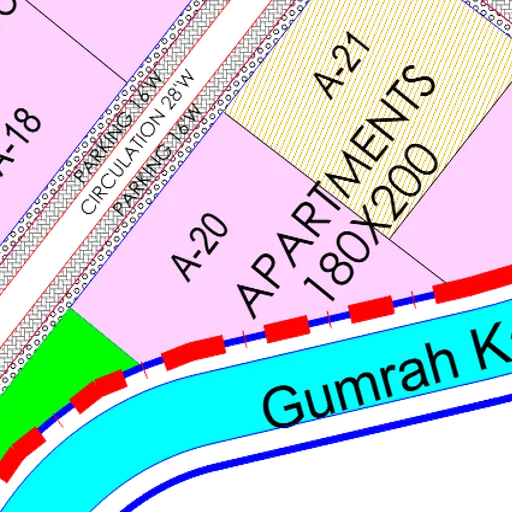 A-18
PARKING 16'W
CIRCULATION 28'W
PARKING 16'W
A-21
A-20
APARTMENTS
180X200
Gumrah